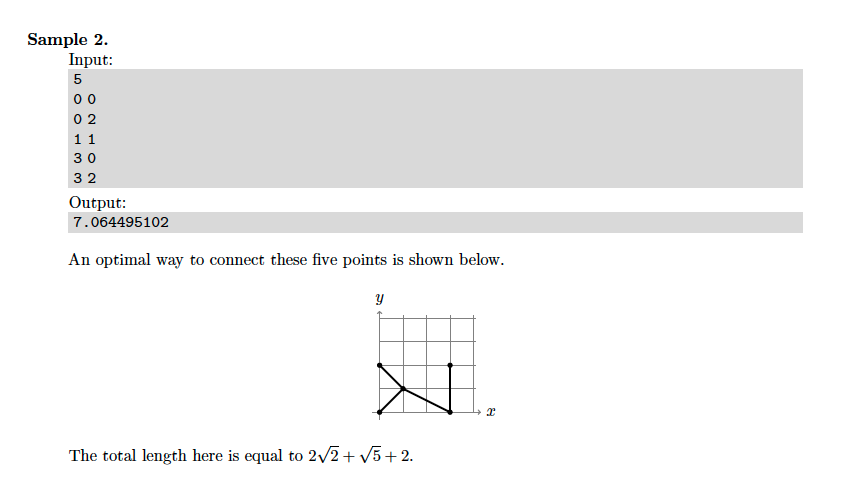 Sample 2.
Input:
5
0 0
0 2
1 1
3 0
3 2
Output:
7.064495102
An optimal way to connect these five points is shown below.
y
x
The total length here is equal to 2√2 + √5 + 2.